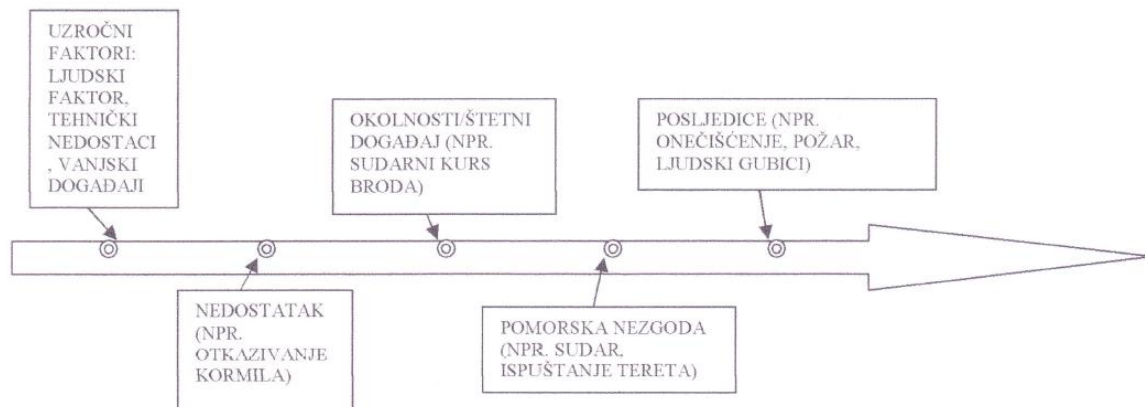 UZROČNI
FAKTORI:
LJUDSKI
FAKTOR,
TEHNIČKI
NEDOSTACI
, VANJSKI
DOGAĐAJI
OKOLNOSTI/ŠTETNI
DOGAĐAJ (NPR.
SUDARNI KURS
BRODA)
POSLJEDICE (NPR.
ONEČIŠĆENJE, POŽAR,
LJUDSKI GUBICI)
NEDOSTATAK
(NPR.
OTKAZIVANJE
KORMILA)
POMORSKA NEZGODA
(NPR. SUDAR,
ISPUŠTANJE TERETA)